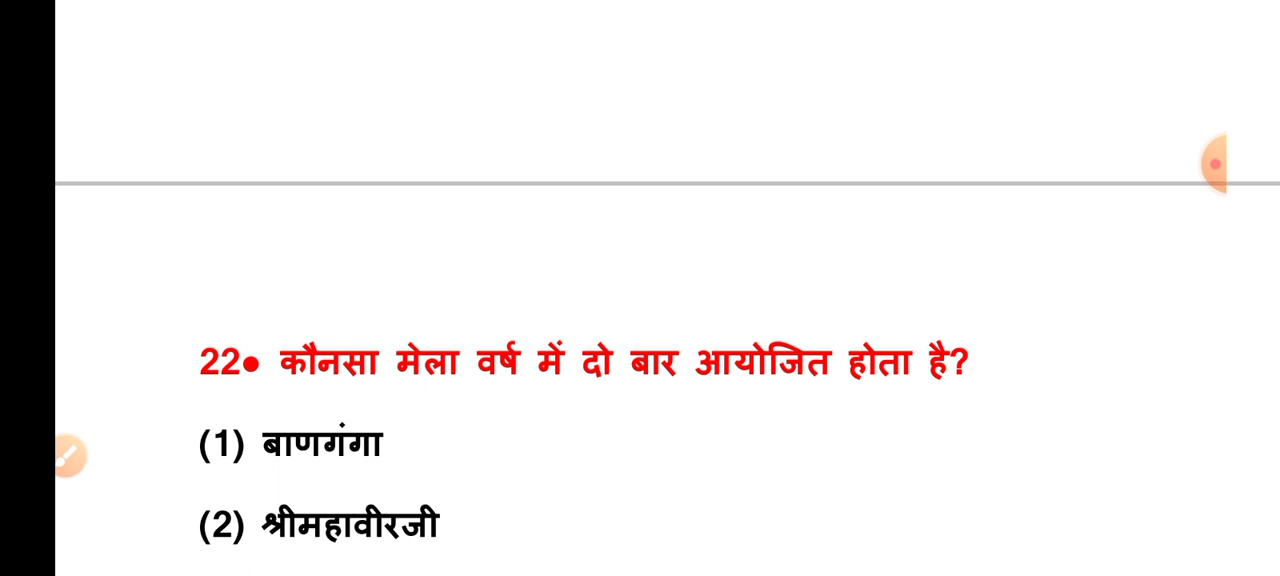 22● कौनसा मेला वर्ष में दो बार आयोजित होता है?
(1) बाणगंगा
(2) श्रीमहावीरजी